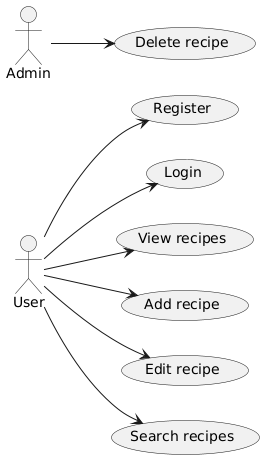 Delete recipe
Admin
Register
Login
View recipes
User
Add recipe
Edit recipe
Search recipes